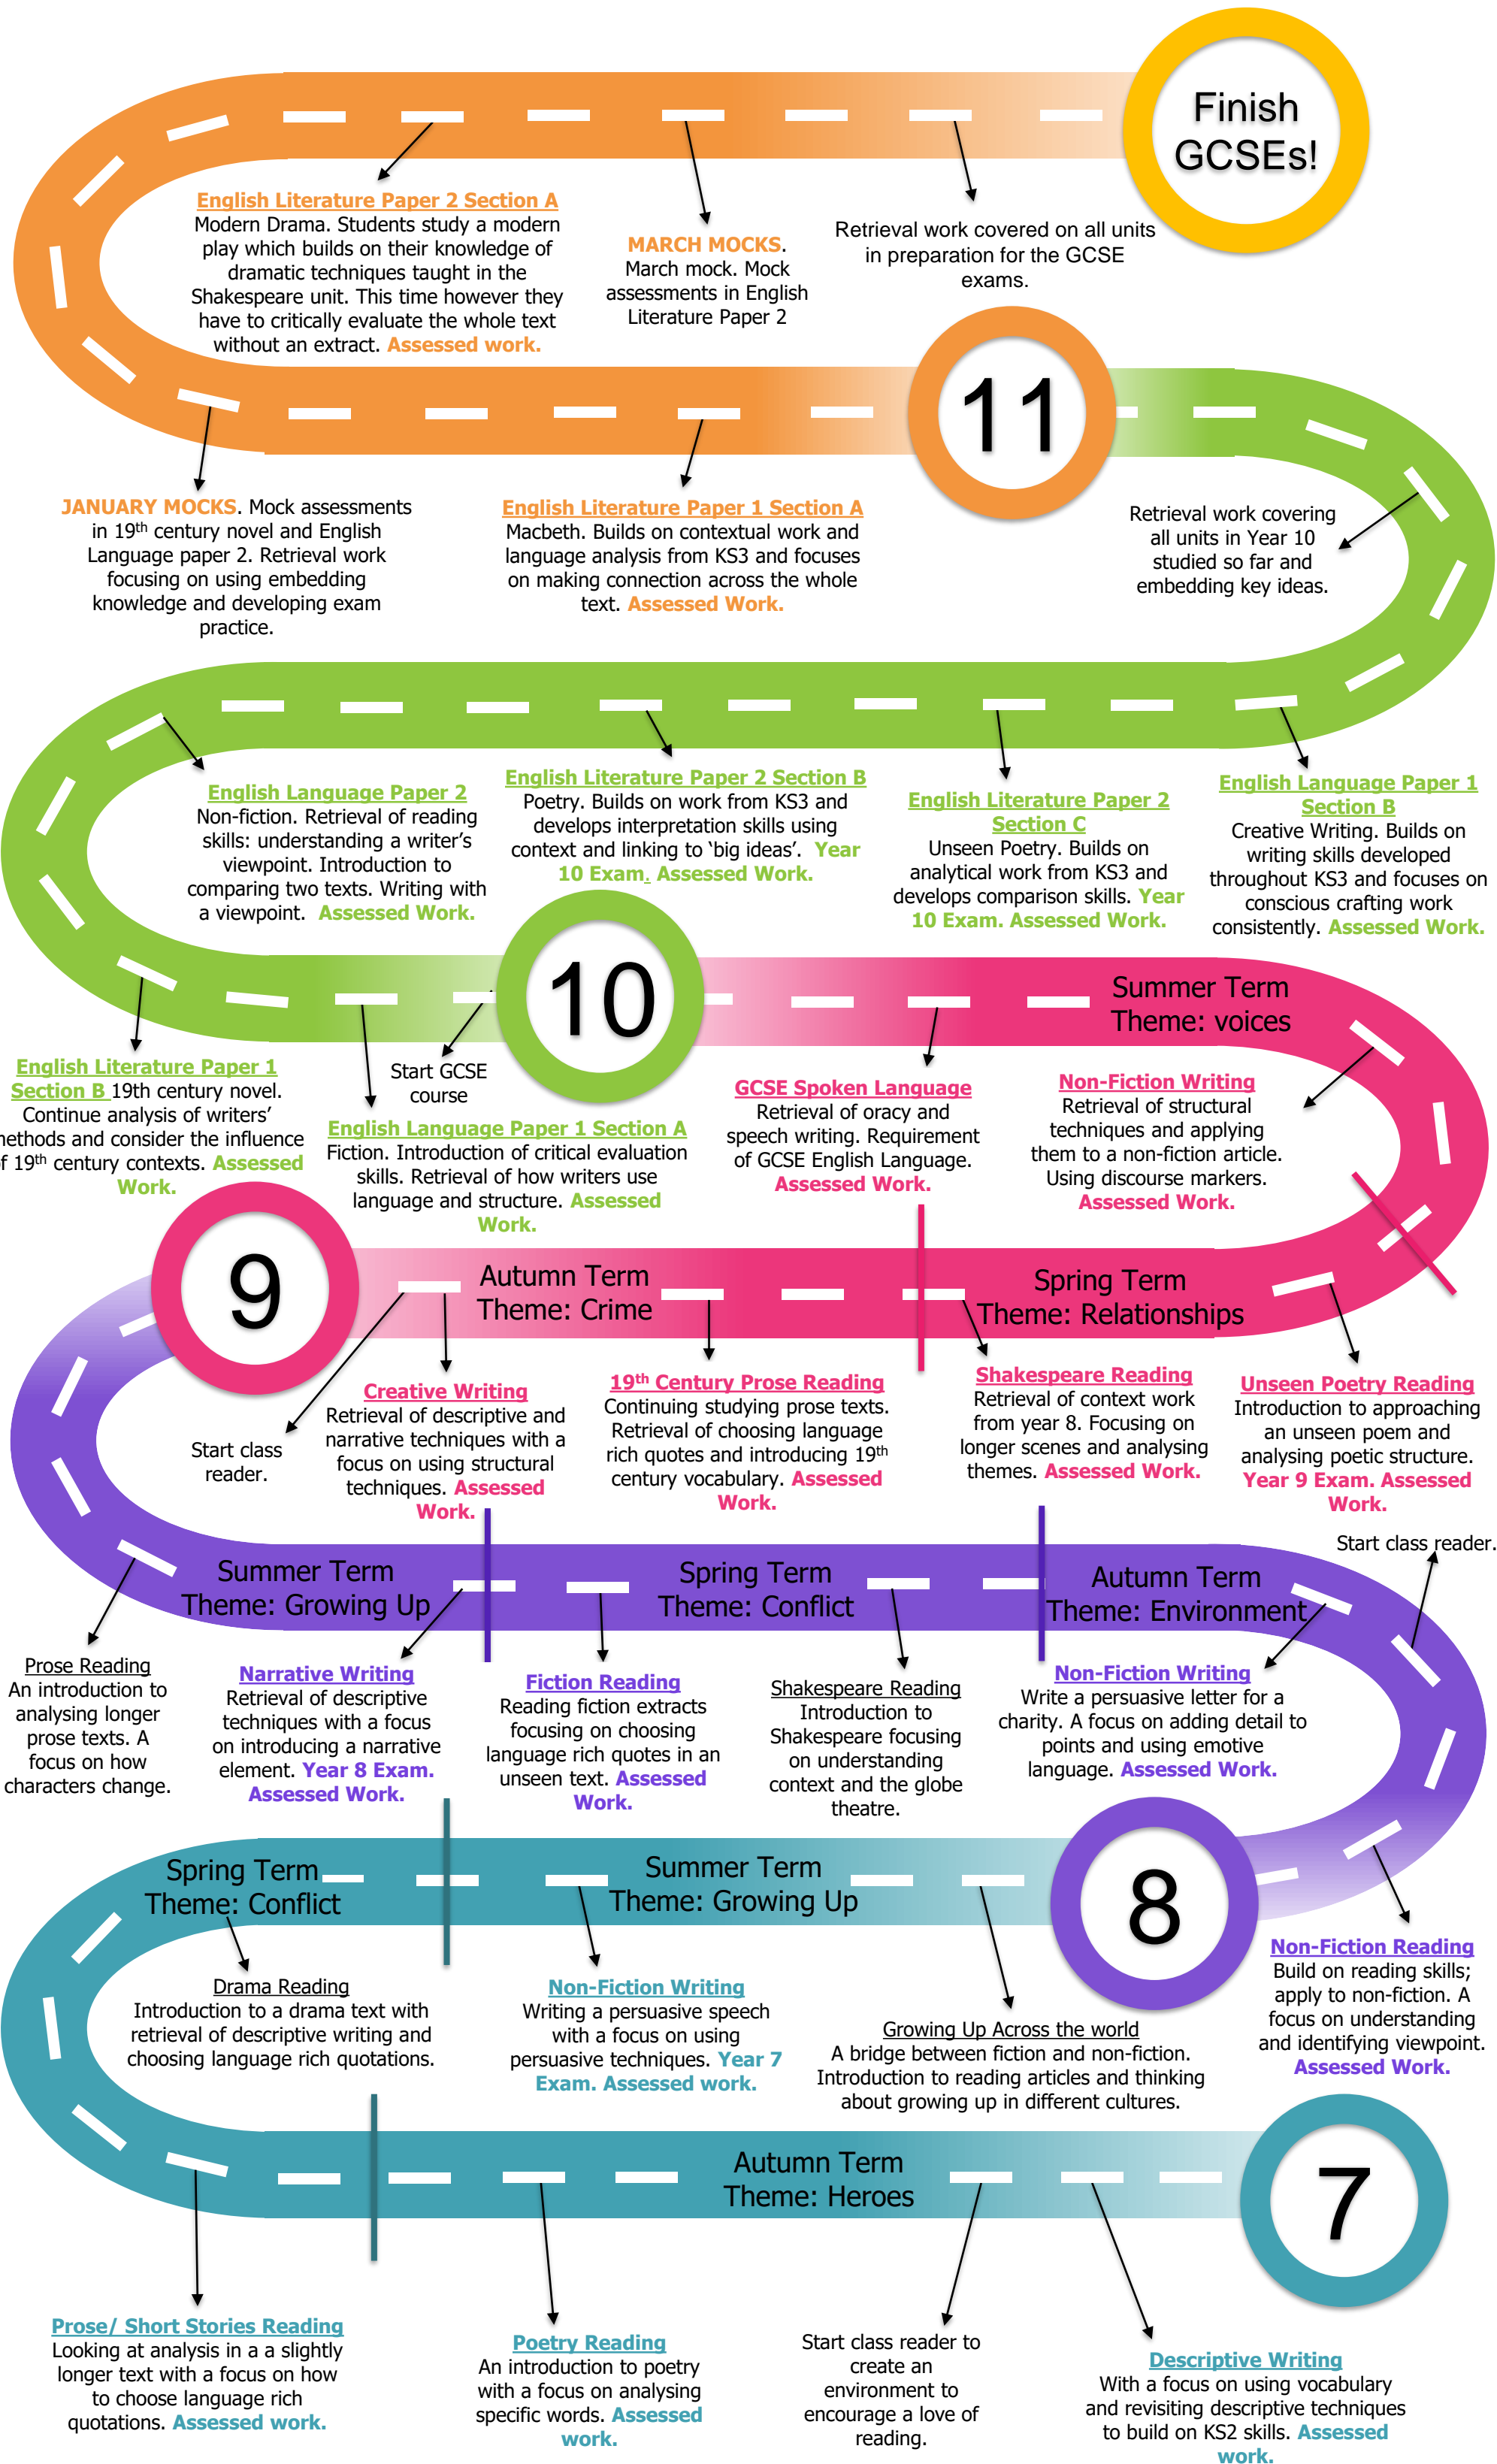 Finish
GCSEs!
English Literature Paper 2 Section A
Modern Drama. Students study a modern
play which builds on their knowledge of
dramatic techniques taught in the
Shakespeare unit. This time however they
have to critically evaluate the whole text
without an extract. Assessed work.
MARCH MOCKS.
March mock. Mock
assessments in English
Literature Paper 2
Retrieval work covered on all units
in preparation for the GCSE
exams.
11
JANUARY MOCKS. Mock assessments
in 19th century novel and English
Language paper 2. Retrieval work
focusing on using embedding
knowledge and developing exam
practice.
English Literature Paper 1 Section A
Macbeth. Builds on contextual work and
language analysis from KS3 and focuses
on making connection across the whole
text. Assessed Work.
Retrieval work covering
all units in Year 10
studied so far and
embedding key ideas.
English Language Paper 2
Non-fiction. Retrieval of reading
skills: understanding a writer's
viewpoint. Introduction to
comparing two texts. Writing with
a viewpoint. Assessed Work.
English Literature Paper 2 Section B
Poetry. Builds on work from KS3 and
develops interpretation skills using
context and linking to 'big ideas'. Year
10 Exam. Assessed Work.
English Literature Paper 2
Section C
Unseen Poetry. Builds on
analytical work from KS3 and
develops comparison skills. Year
10 Exam. Assessed Work.
English Language Paper 1
Section B
Creative Writing. Builds on
writing skills developed
throughout KS3 and focuses on
conscious crafting work
consistently. Assessed Work.
10
Summer Term
Theme: voices
English Literature Paper 1
Section B 19th century novel.
Continue analysis of writers'
methods and consider the influence
of 19th century contexts. Assessed
Work.
Start GCSE
course
English Language Paper 1 Section A
Fiction. Introduction of critical evaluation
skills. Retrieval of how writers use
language and structure. Assessed
Work.
GCSE Spoken Language
Retrieval of oracy and
speech writing. Requirement
of GCSE English Language.
Assessed Work.
Non-Fiction Writing
Retrieval of structural
techniques and applying
them to a non-fiction article.
Using discourse markers.
Assessed Work.
9
Autumn Term
Theme: Crime
Spring Term
Theme: Relationships
Start class
reader.
Creative Writing
Retrieval of descriptive and
narrative techniques with a
focus on using structural
techniques. Assessed
Work.
19th Century Prose Reading
Continuing studying prose texts.
Retrieval of choosing language
rich quotes and introducing 19th
century vocabulary. Assessed
Work.
Shakespeare Reading
Retrieval of context work
from year 8. Focusing on
longer scenes and analysing
themes. Assessed Work.
Unseen Poetry Reading
Introduction to approaching
an unseen poem and
analysing poetic structure.
Year 9 Exam. Assessed
Work.
Start class reader.
Summer Term
Theme: Growing Up
Spring Term
Theme: Conflict
Autumn Term
Theme: Environment
Prose Reading
An introduction to
analysing longer
prose texts. A
focus on how
characters change.
Narrative Writing
Retrieval of descriptive
techniques with a focus
on introducing a narrative
element. Year 8 Exam.
Assessed Work.
Fiction Reading
Reading fiction extracts
focusing on choosing
language rich quotes in an
unseen text. Assessed
Work.
Shakespeare Reading
Introduction to
Shakespeare focusing
on understanding
context and the globe
theatre.
Non-Fiction Writing
Write a persuasive letter for a
charity. A focus on adding detail to
points and using emotive
language. Assessed Work.
Spring Term
Theme: Conflict
Summer Term
Theme: Growing Up
8
Non-Fiction Reading
Build on reading skills;
apply to non-fiction. A
focus on understanding
and identifying viewpoint.
Assessed Work.
Drama Reading
Introduction to a drama text with
retrieval of descriptive writing and
choosing language rich quotations.
Non-Fiction Writing
Writing a persuasive speech
with a focus on using
persuasive techniques. Year 7
Exam. Assessed work.
Growing Up Across the world
A bridge between fiction and non-fiction.
Introduction to reading articles and thinking
about growing up in different cultures.
Autumn Term
Theme: Heroes
7
Prose/ Short Stories Reading
Looking at analysis in a a slightly
longer text with a focus on how
to choose language rich
quotations. Assessed work.
Poetry Reading
An introduction to poetry
with a focus on analysing
specific words. Assessed
work.
Start class reader to
create an
environment to
encourage a love of
reading.
Descriptive Writing
With a focus on using vocabulary
and revisiting descriptive techniques
to build on KS2 skills. Assessed
work.